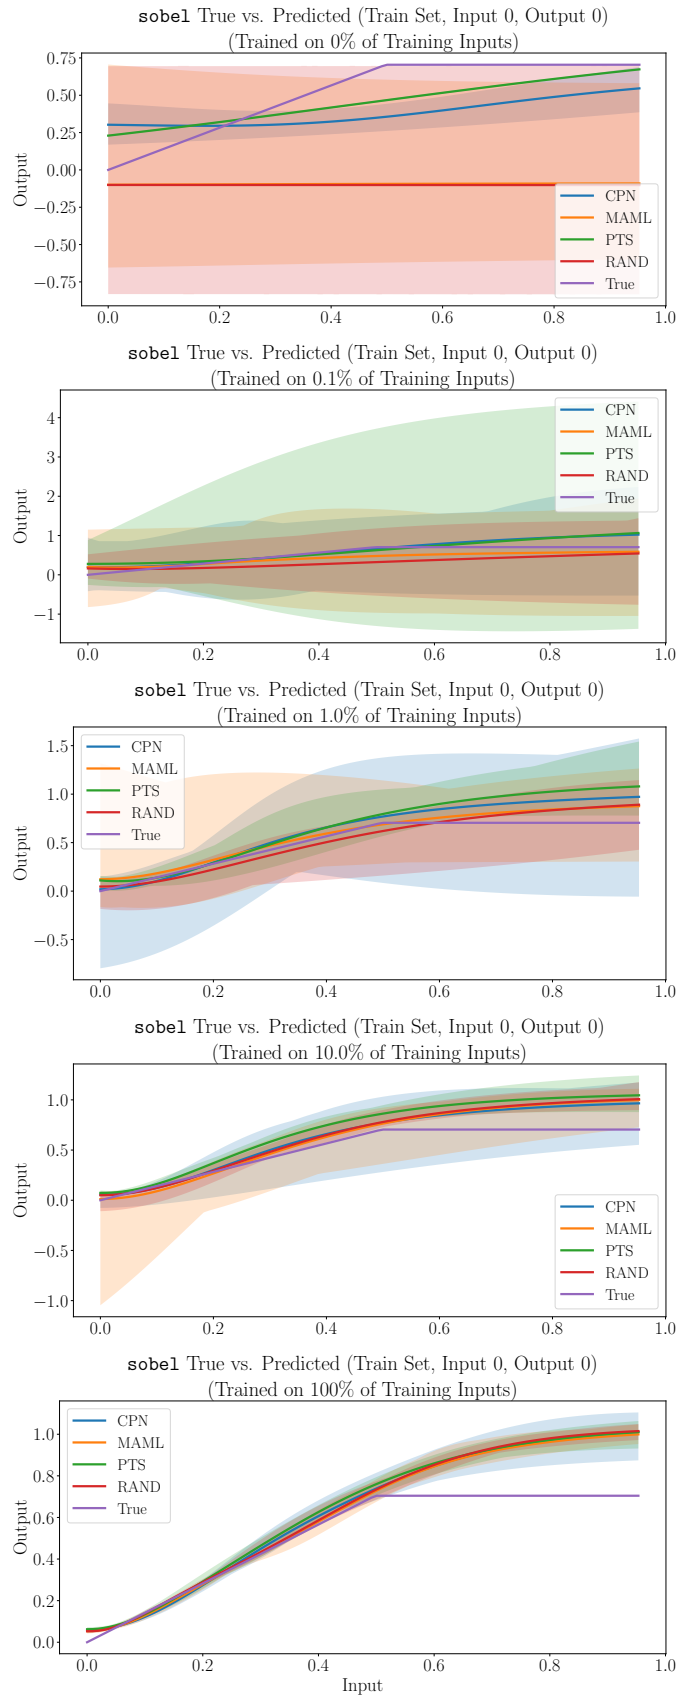 sobel True vs. Predicted (Train Set, Input 0, Output 0)
(Trained on 0% of Training Inputs)
0.75
0.50
0.25
0.00
−0.25
−0.50
−0.75
Output
CPN
MAML
PTS
RAND
True
0.0 0.2 0.4 0.6 0.8 1.0
sobel True vs. Predicted (Train Set, Input 0, Output 0)
(Trained on 0.1% of Training Inputs)
4
3
2
1
0
−1
Output
CPN
MAML
PTS
RAND
True
0.0 0.2 0.4 0.6 0.8 1.0
sobel True vs. Predicted (Train Set, Input 0, Output 0)
(Trained on 1.0% of Training Inputs)
1.5
1.0
0.5
0.0
−0.5
Output
CPN
MAML
PTS
RAND
True
0.0 0.2 0.4 0.6 0.8 1.0
sobel True vs. Predicted (Train Set, Input 0, Output 0)
(Trained on 10.0% of Training Inputs)
1.0
0.5
0.0
−0.5
−1.0
Output
CPN
MAML
PTS
RAND
True
0.0 0.2 0.4 0.6 0.8 1.0
sobel True vs. Predicted (Train Set, Input 0, Output 0)
(Trained on 100% of Training Inputs)
1.0
0.8
0.6
0.4
0.2
0.0
Output
CPN
MAML
PTS
RAND
True
0.0 0.2 0.4 0.6 0.8 1.0
Input